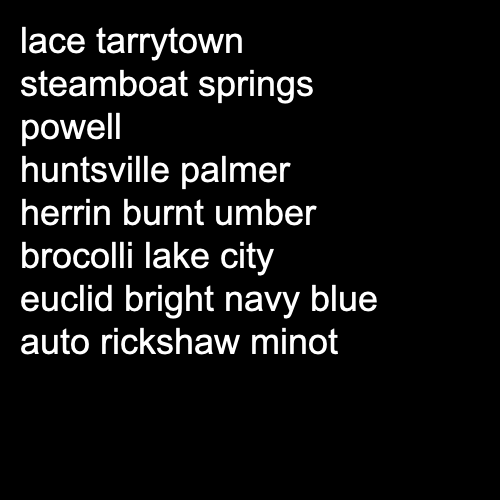 lace tarrytown
steamboat springs
powell
huntsville palmer
herrin burnt umber
brocolli lake city
euclid bright navy blue
auto rickshaw minot